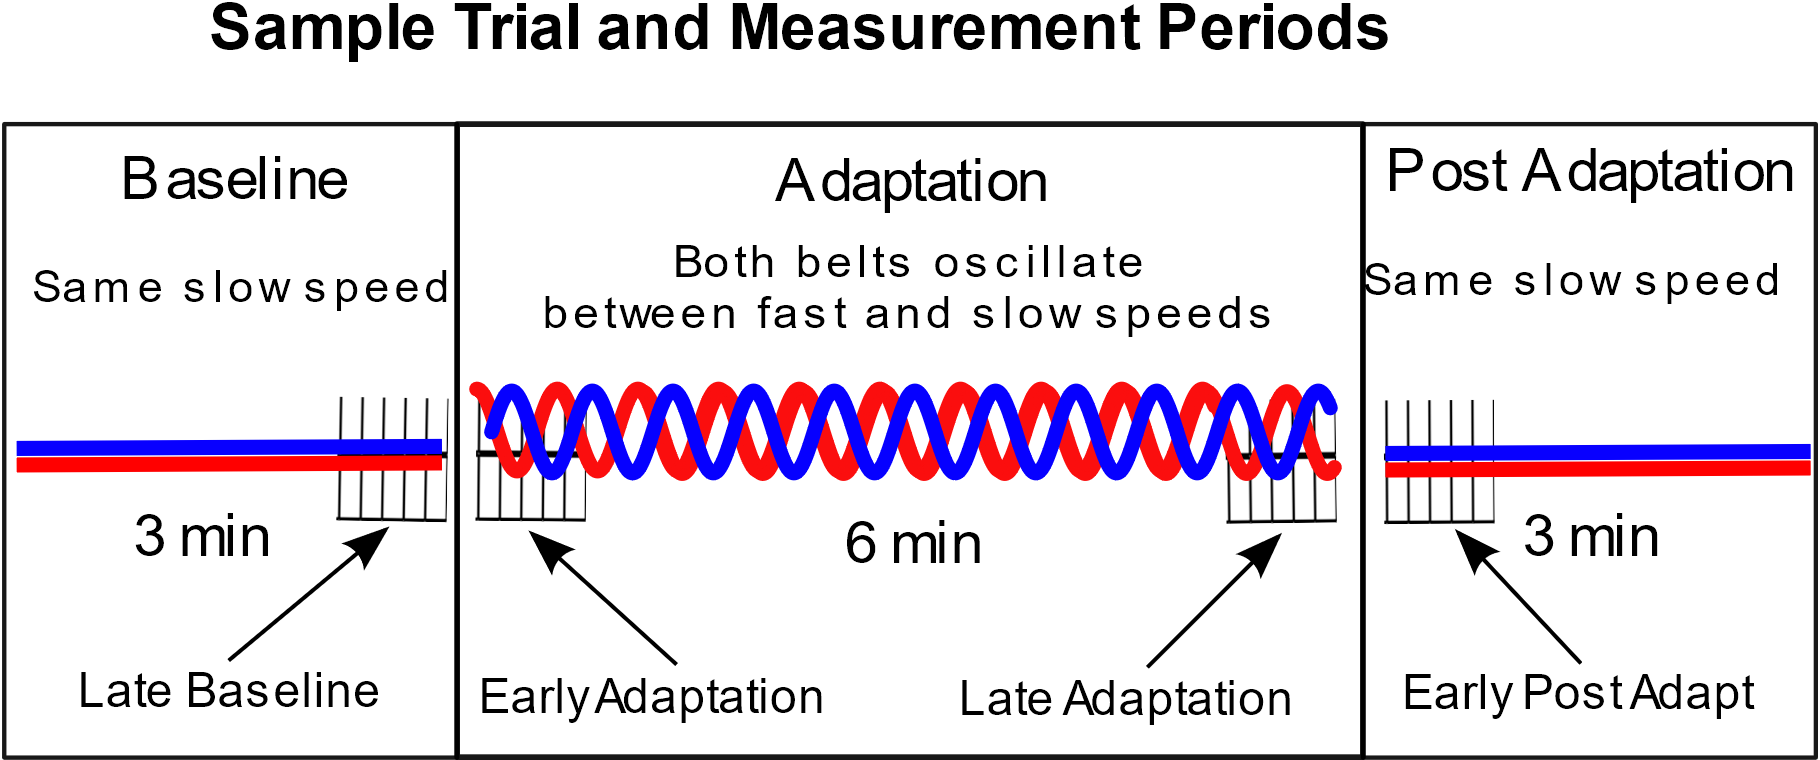 Sample Trial and Measurement Periods
Baseline
Same slow speed
3 min
Late Baseline
Adaptation
Both belts oscillate
between fast and slow speeds
6 min
Early Adaptation
Late Adaptation
Post Adaptation
Same slow speed
3 min
Early Post Adapt